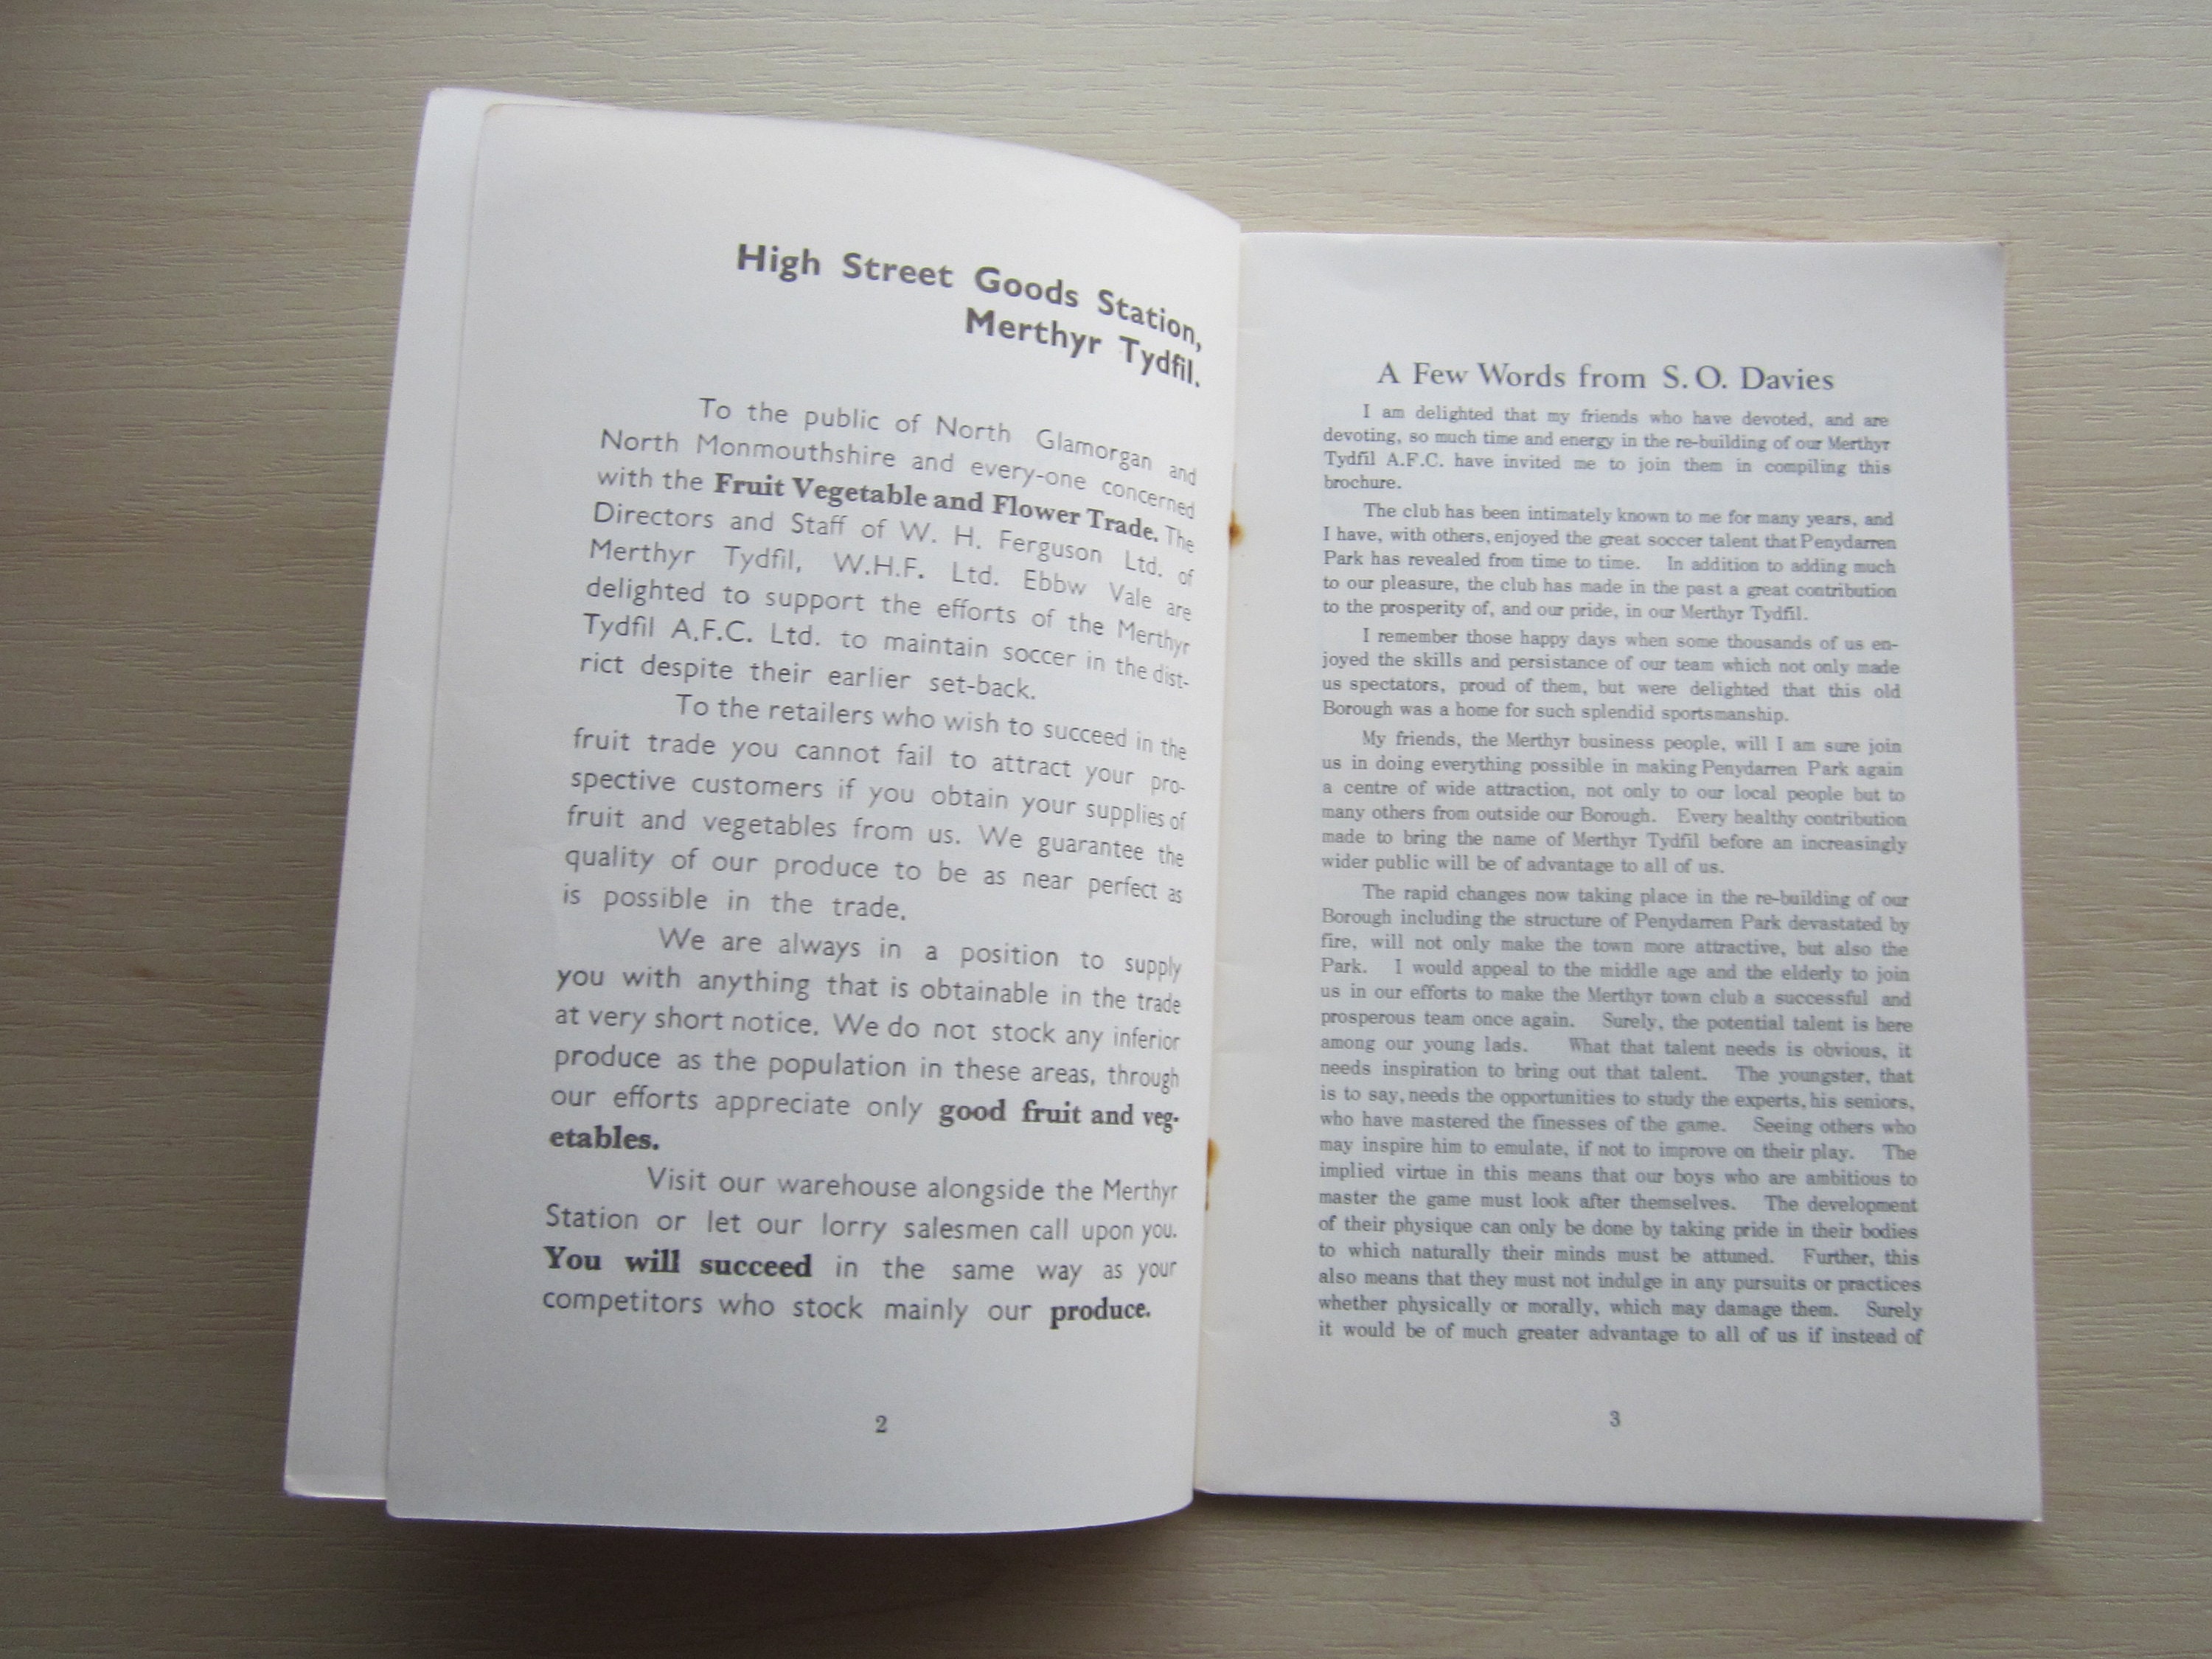 High Street Goods Station,
Merthyr Tydfil.
To the public of North Glamorgan and
North Monmouthshire and every-one concerned
with the Fruit Vegetable and Flower Trade. The
Directors and Staff of W. H. Ferguson Ltd. of
Merthyr Tydfil, W.H.F. Ltd. Ebbw Vale are
delighted to support the efforts of the Merthyr
Tydfil A.F.C. Ltd. to maintain soccer in the dist-
rict despite their earlier set-back.
To the retailers who wish to succeed in the
fruit trade you cannot fail to attract your pro-
spective customers if you obtain your supplies of
fruit and vegetables from us. We guarantee the
quality of our produce to be as near perfect as
is possible in the trade.
We are always in a position to supply
you with anything that is obtainable in the trade
at very short notice. We do not stock any inferior
produce as the population in these areas, through
our efforts appreciate only good fruit and veg-
etables.
Visit our warehouse alongside the Merthyr
Station or let our lorry salesmen call upon you.
You will succeed in the same way as your
competitors who stock mainly our produce.
2
A Few Words from S. O. Davies
I am delighted that my friends who have devoted, and are
devoting, so much time and energy in the re-building of our Merthyr
Tydfil A.F.C. have invited me to join them in compiling this
brochure.
The club has been intimately known to me for many years, and
I have, with others, enjoyed the great soccer talent that Penydarren
Park has revealed from time to time. In addition to adding much
to our pleasure, the club has made in the past a great contribution
to the prosperity of, and our pride, in our Merthyr Tydfil.
I remember those happy days when some thousands of us en-
joyed the skills and persistance of our team which not only made
us spectators, proud of them, but were delighted that this old
Borough was a home for such splendid sportsmanship.
My friends, the Merthyr business people, will I am sure join
us in doing everything possible in making Penydarren Park again
a centre of wide attraction, not only to our local people but to
many others from outside our Borough. Every healthy contribution
made to bring the name of Merthyr Tydfil before an increasingly
wider public will be of advantage to all of us.
The rapid changes now taking place in the re-building of our
Borough including the structure of Penydarren Park devastated by
fire, will not only make the town more attractive, but also the
Park. I would appeal to the middle age and the elderly to join
us in our efforts to make the Merthyr town club a successful and
prosperous team once again. Surely, the potential talent is here
among our young lads. What that talent needs is obvious, it
needs inspiration to bring out that talent. The youngster, that
is to say, needs the opportunities to study the experts, his seniors,
who have mastered the finesses of the game. Seeing others who
may inspire him to emulate, if not to improve on their play. The
implied virtue in this means that our boys who are ambitious to
master the game must look after themselves. The development
of their physique can only be done by taking pride in their bodies
to which naturally their minds must be attuned. Further, this
also means that they must not indulge in any pursuits or practices
whether physically or morally, which may damage them. Surely
it would be of much greater advantage to all of us if instead of
3